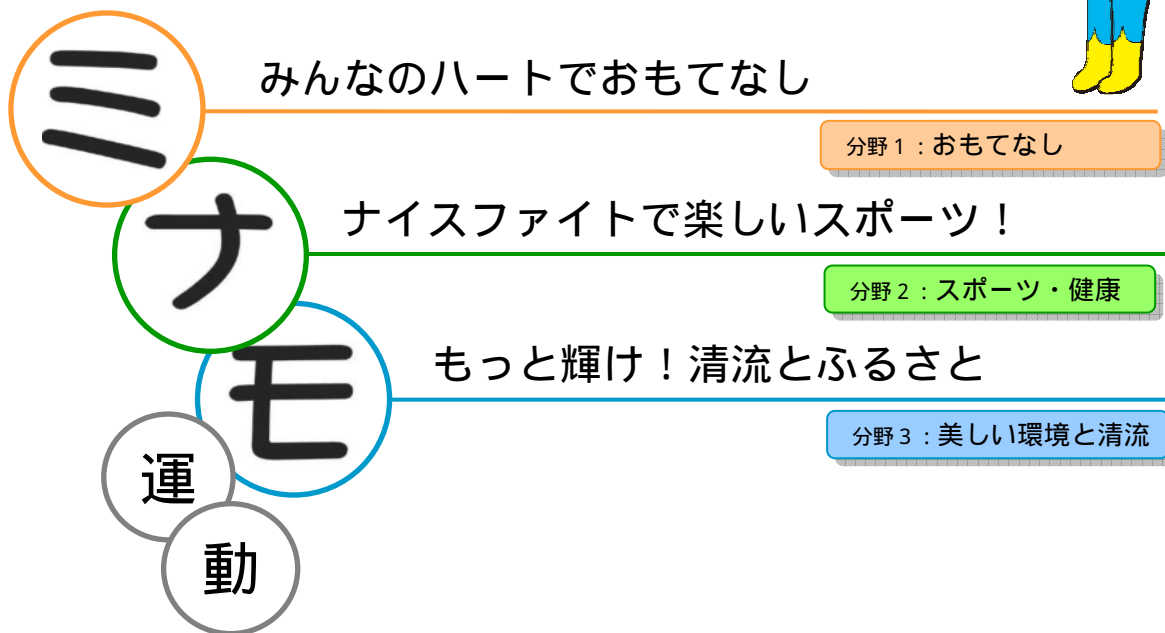 ミ
みんなのハートでおもてなし
分野1:おもてなし
ナ
ナイスファイトで楽しいスポーツ!
分野2:スポーツ・健康
モ
もっと輝け!清流とふるさと
分野3:美しい環境と清流
運
動